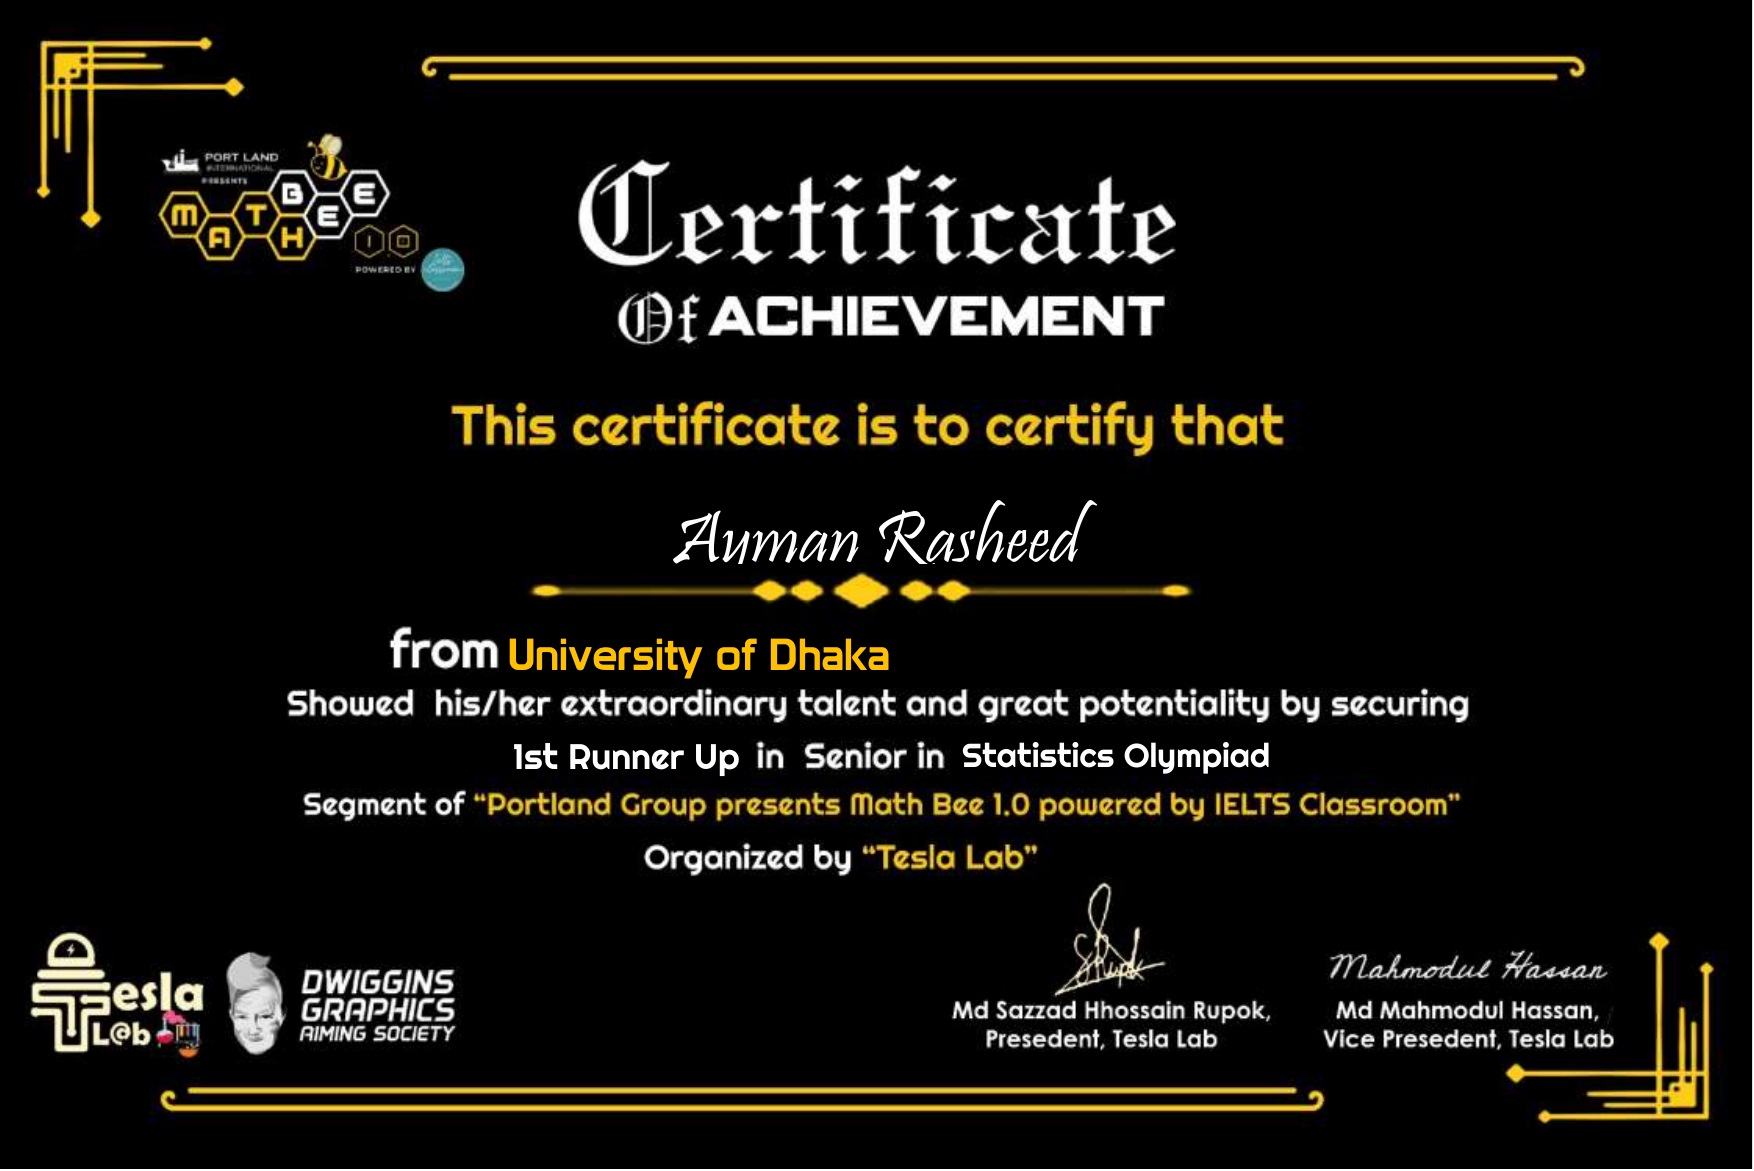 PORT LAND
INTERNATIONAL
PRESENTS
MATH BEE
1.0
POWERED BY
Certificate
Of ACHIEVEMENT
This certificate is to certify that
Ayman Rasheed
from University of Dhaka
Showed his/her extraordinary talent and great potentiality by securing
1st Runner Up in Senior in Statistics Olympiad
Segment of “Portland Group presents Math Bee 1.0 powered by IELTS Classroom”
Organized by “Tesla Lab”
Tesla
L@b
DWIGGINS
GRAPHICS
AIMING SOCIETY
Md Sazzad Hhossain Rupok,
Presedent, Tesla Lab
Mahmodul Hassan
Md Mahmodul Hassan,
Vice Presedent, Tesla Lab